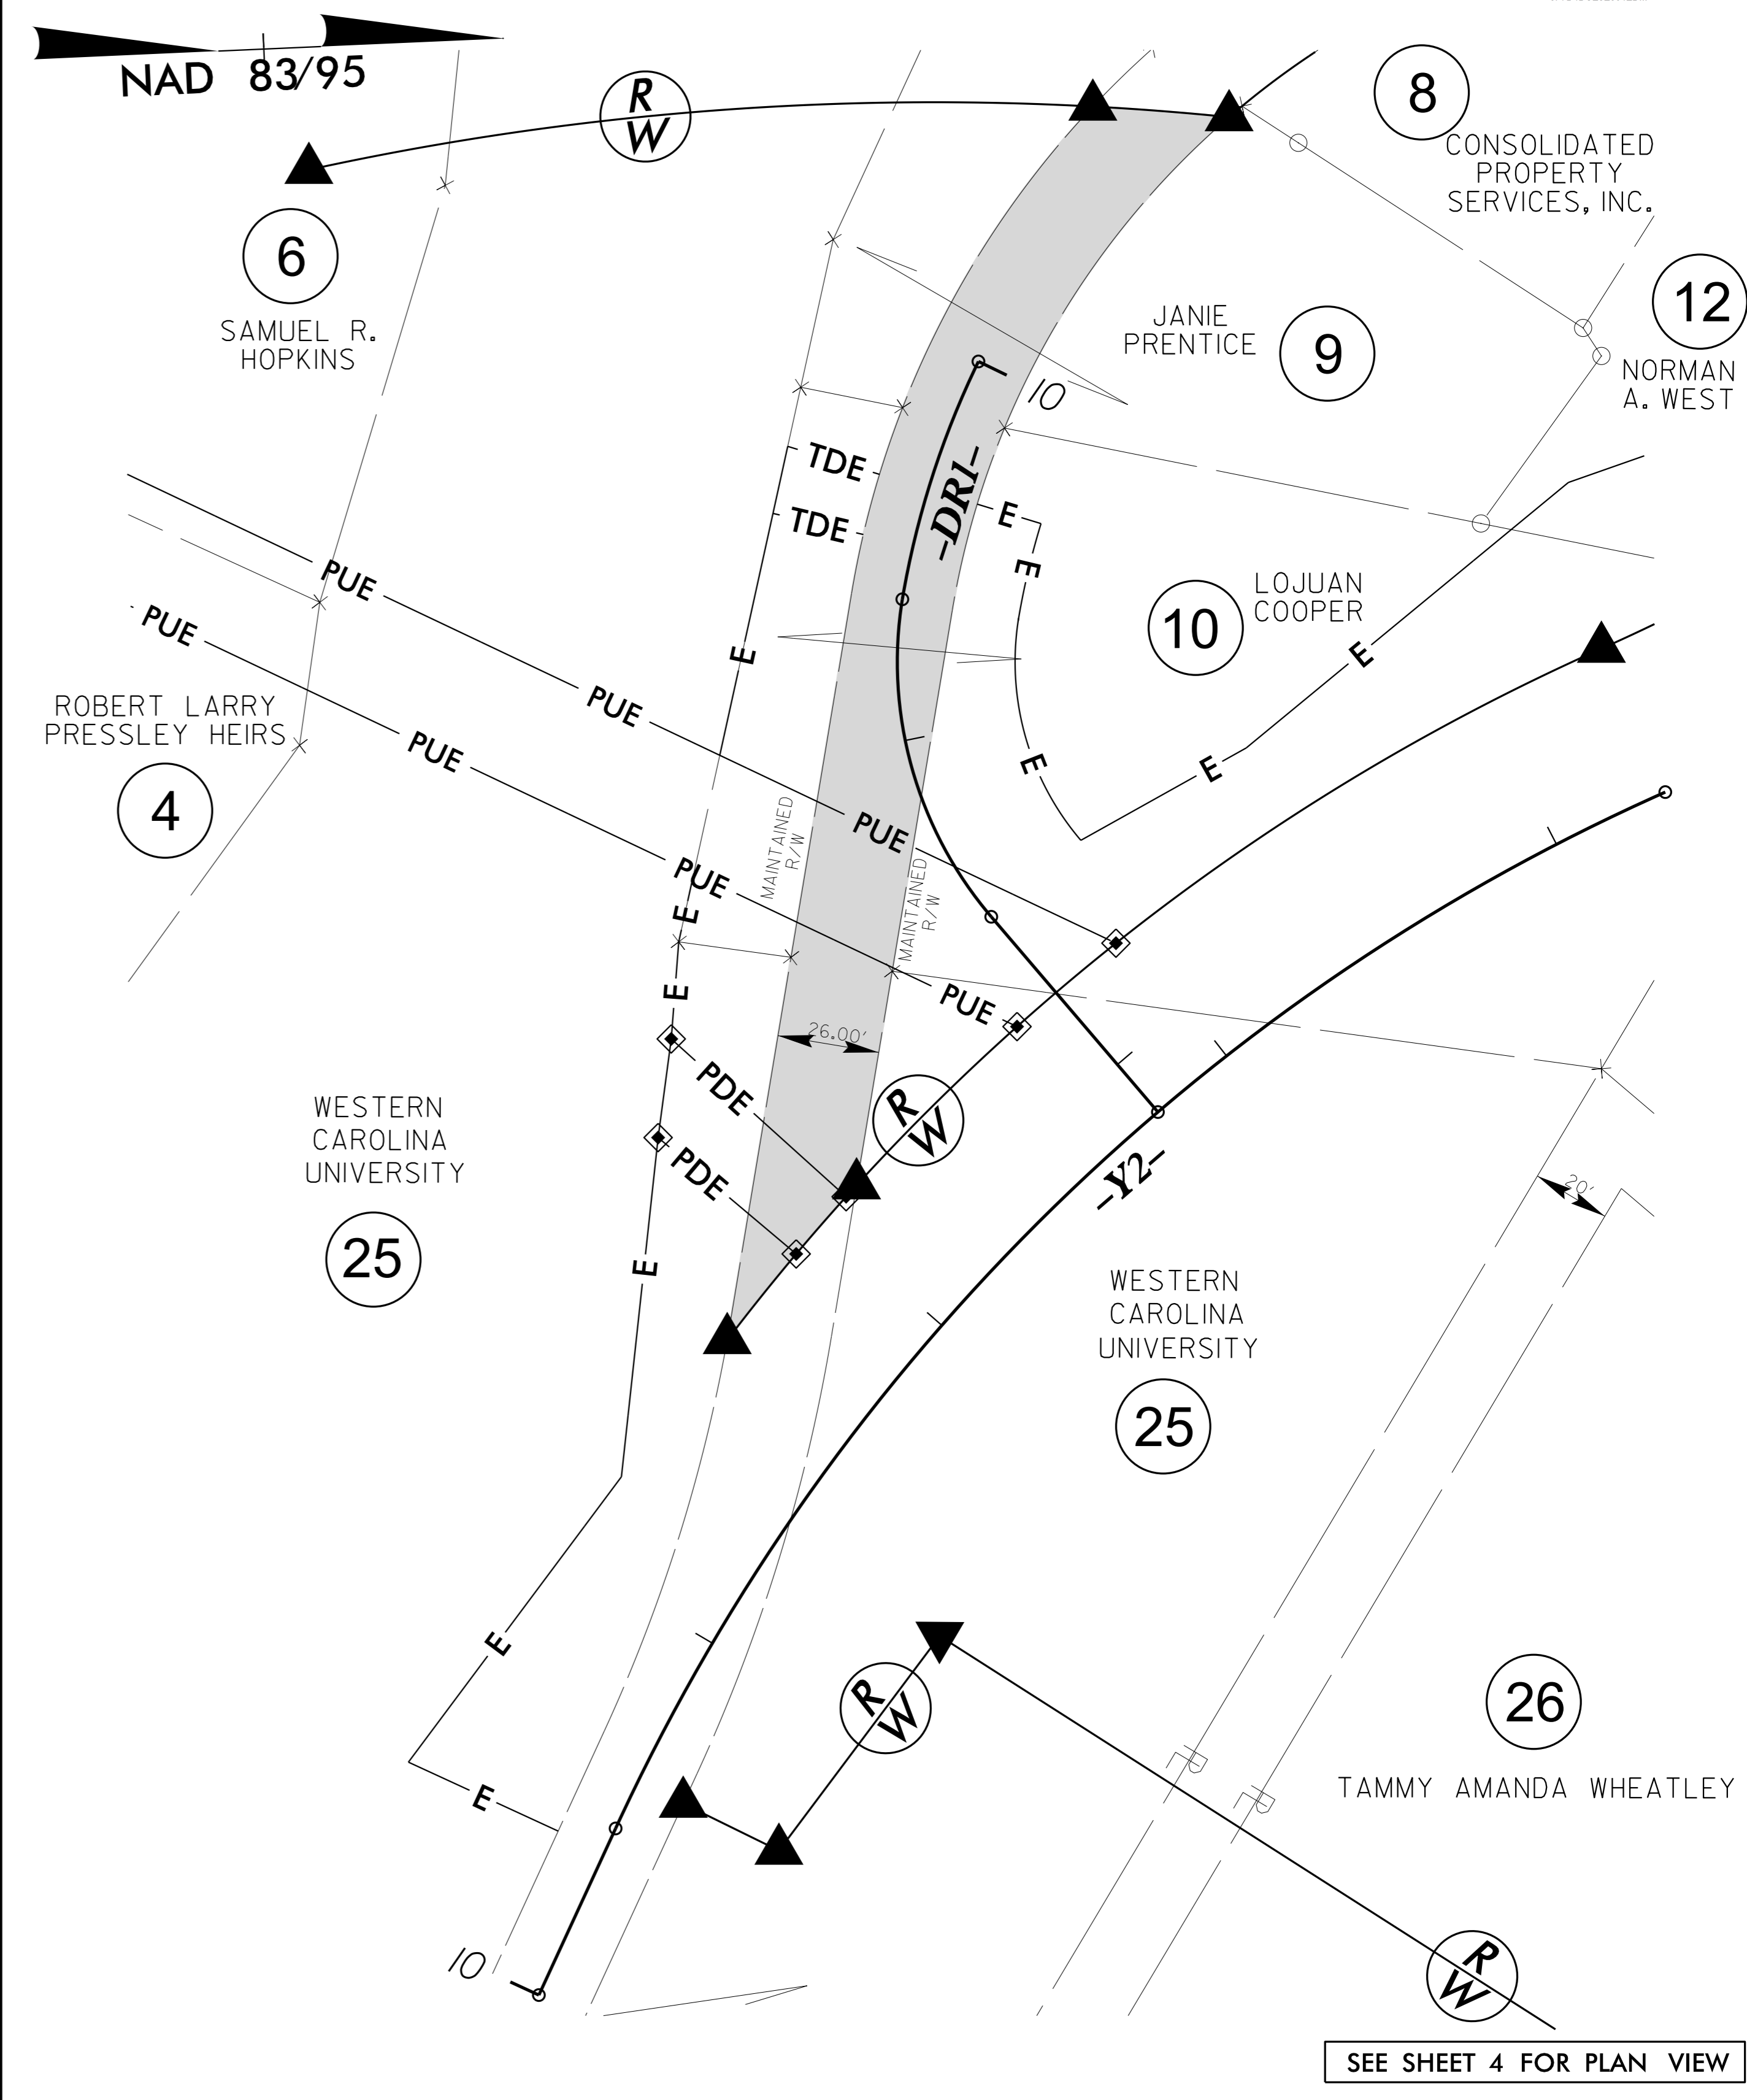 NAD 83/95
R
W
8
CONSOLIDATED
PROPERTY
SERVICES, INC.
6
SAMUEL R.
HOPKINS
JANIE
PRENTICE
9
12
NORMAN
A. WEST
10
TDE
TDE
-DR1-
E
E
PUE
PUE
LOJUAN
COOPER
10
E
E
PUE
ROBERT LARRY
PRESSLEY HEIRS
4
PUE
E
E
MAINTAINED
R/W
PUE
PUE
MAINTAINED
R/W
E
E
PUE
26.00'
PDE
R
W
PDE
WESTERN
CAROLINA
UNIVERSITY
25
-Y2-
20'
E
WESTERN
CAROLINA
UNIVERSITY
25
E
R
W
26
TAMMY AMANDA WHEATLEY
E
10
R
W
SEE SHEET 4 FOR PLAN VIEW